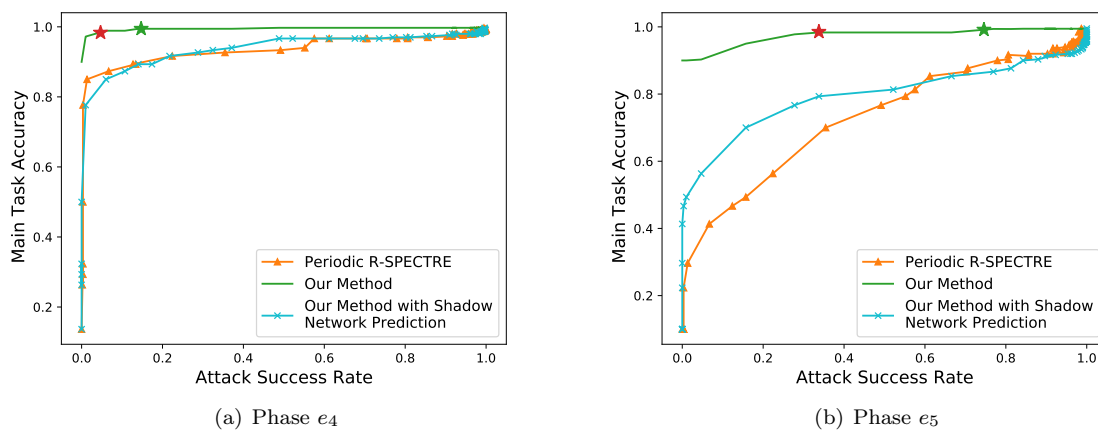 1.0
0.8
0.6
0.4
0.2
Main Task Accuracy
0.0 0.2 0.4 0.6 0.8 1.0
Attack Success Rate
Periodic R-SPECTRE
Our Method
Our Method with Shadow
Network Prediction
(a) Phase e4
1.0
0.8
0.6
0.4
0.2
Main Task Accuracy
0.0 0.2 0.4 0.6 0.8 1.0
Attack Success Rate
Periodic R-SPECTRE
Our Method
Our Method with Shadow
Network Prediction
(b) Phase e5